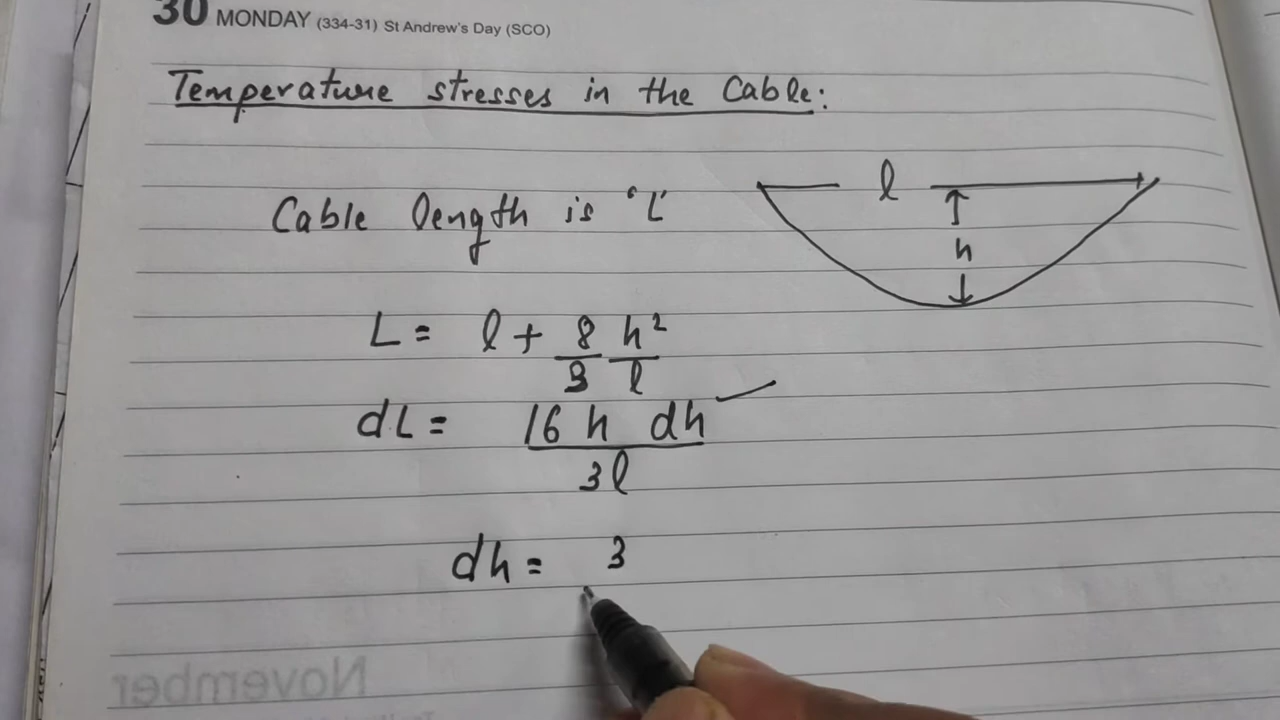 30 MONDAY (334-31) St Andrew's Day (SCO)
Temperature stresses in the Cable:
l
Cable length is 'L'
h
L = l + 8/3 h²/l
dL = 16 h dh / 3l
dh = 3
November